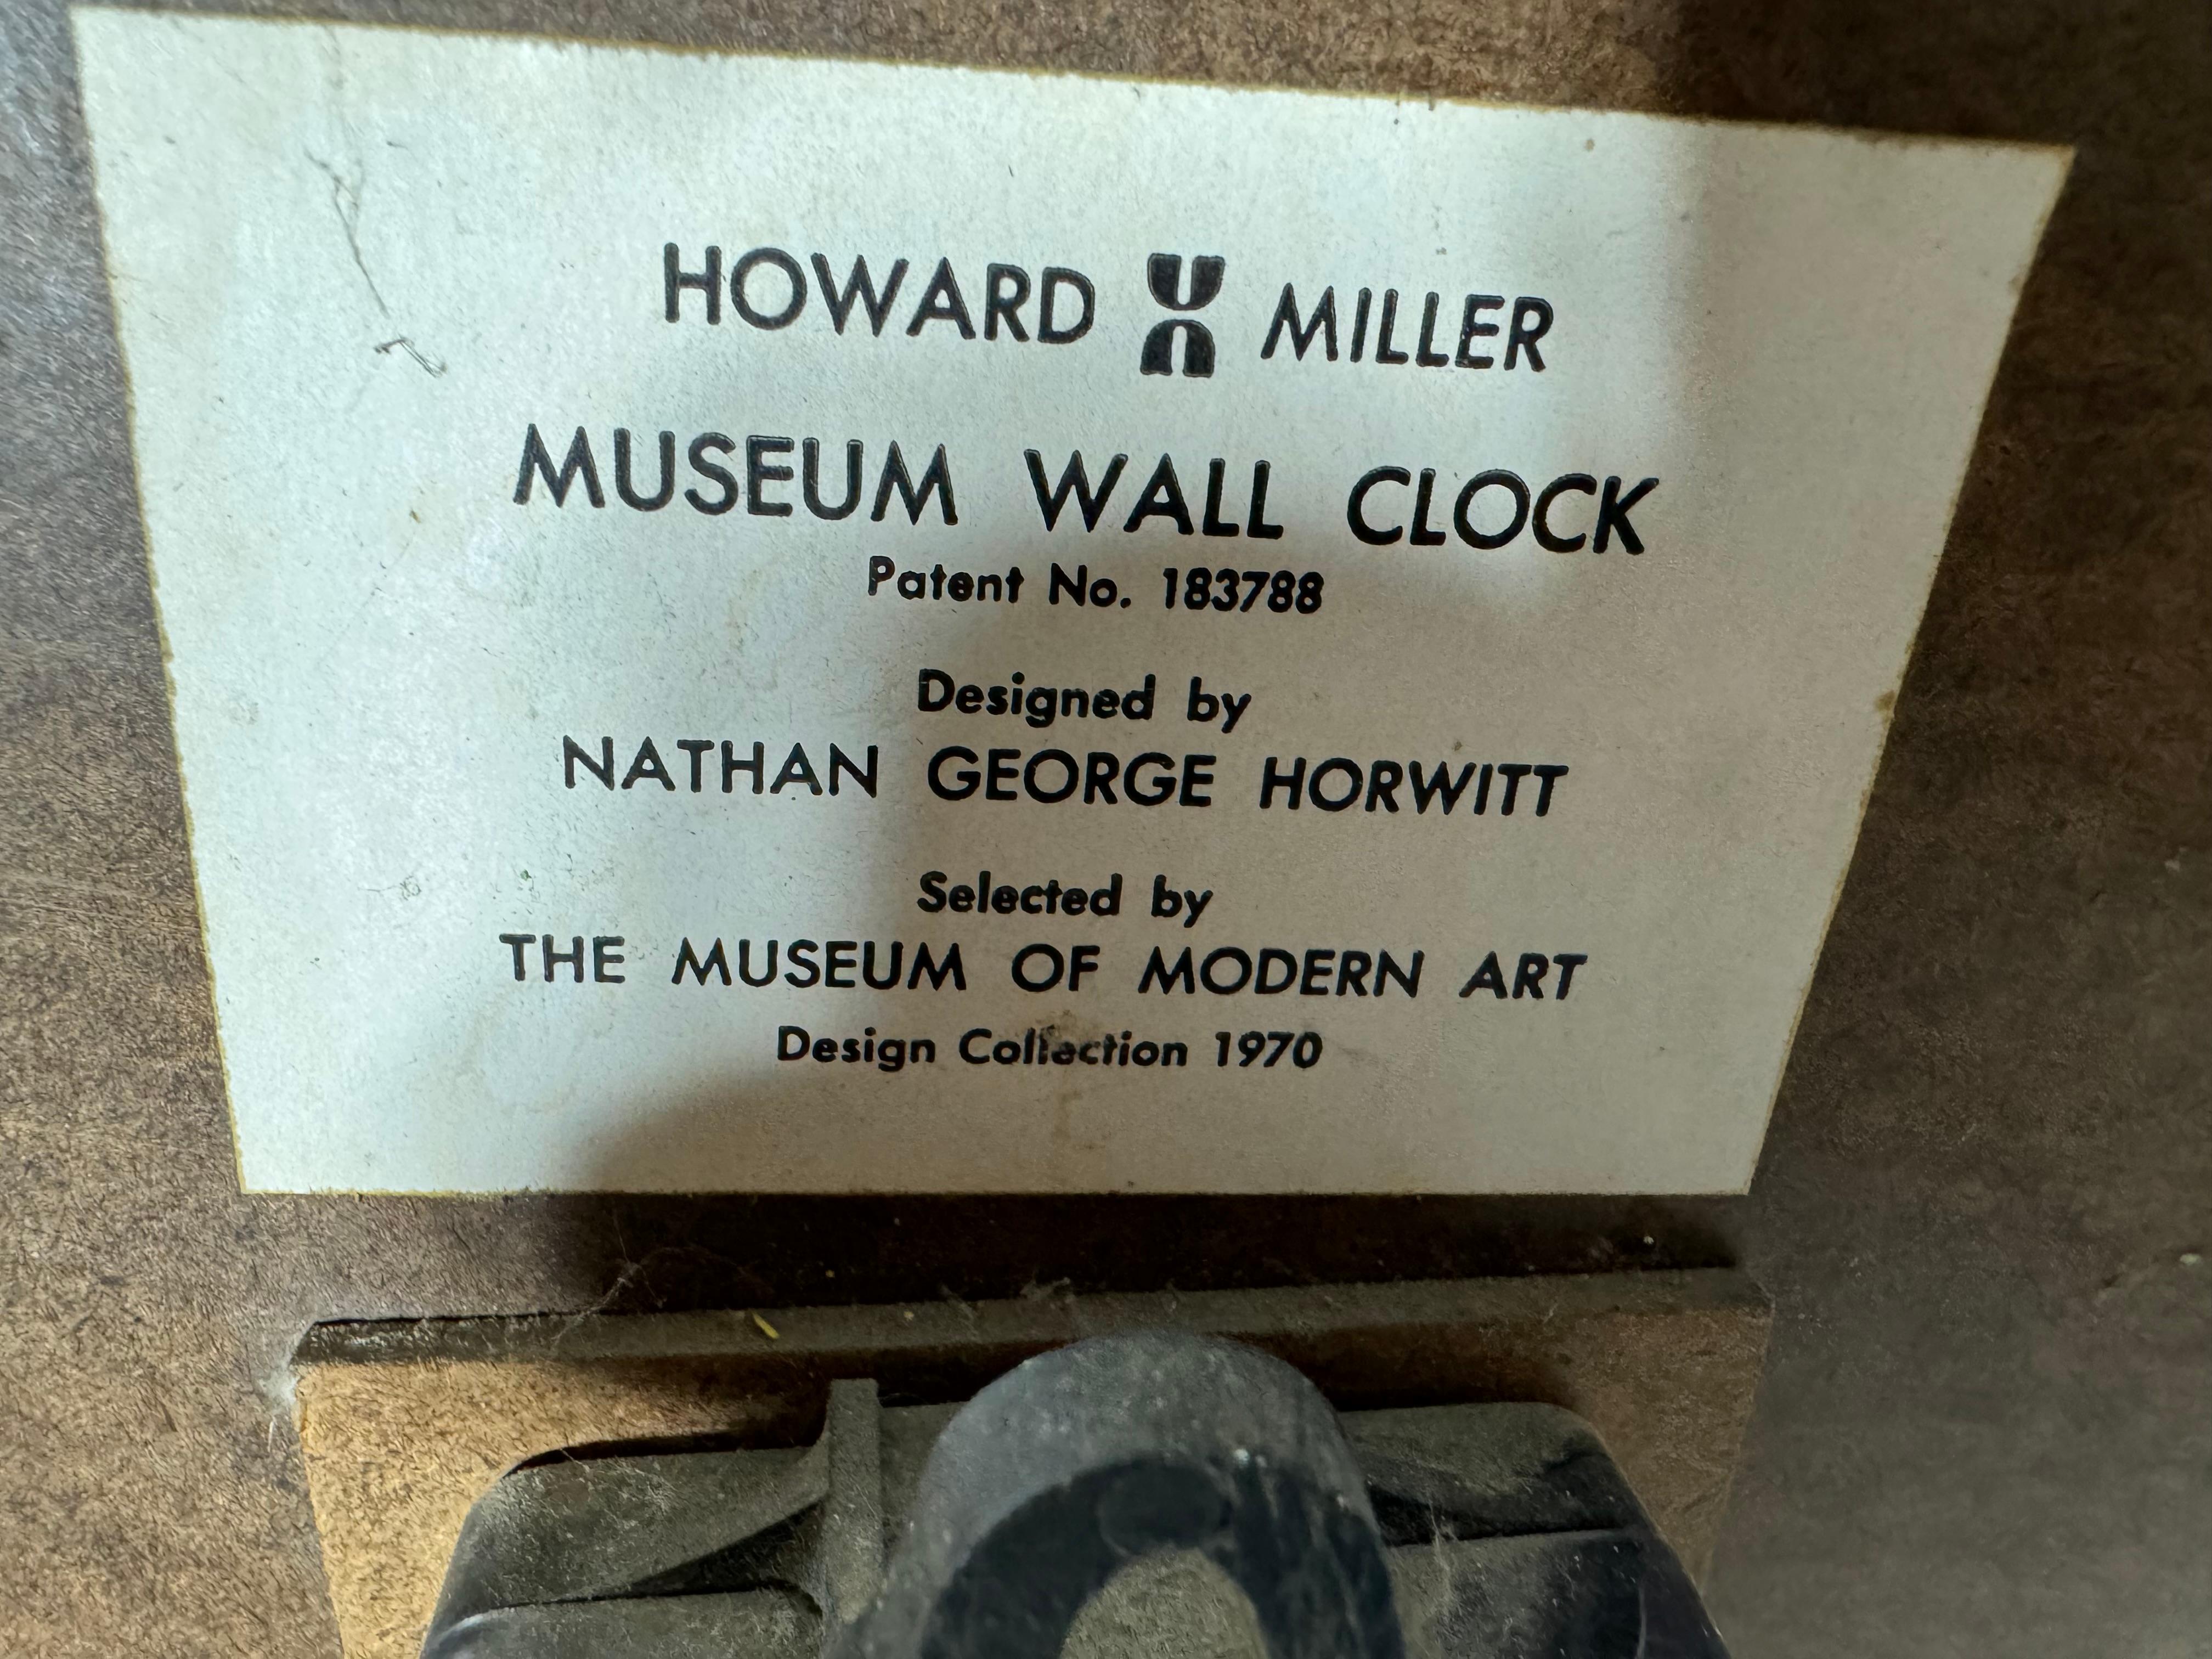 HOWARD MILLER
MUSEUM WALL CLOCK
Patent No. 183788
Designed by
NATHAN GEORGE HORWITT
Selected by
THE MUSEUM OF MODERN ART
Design Collection 1970